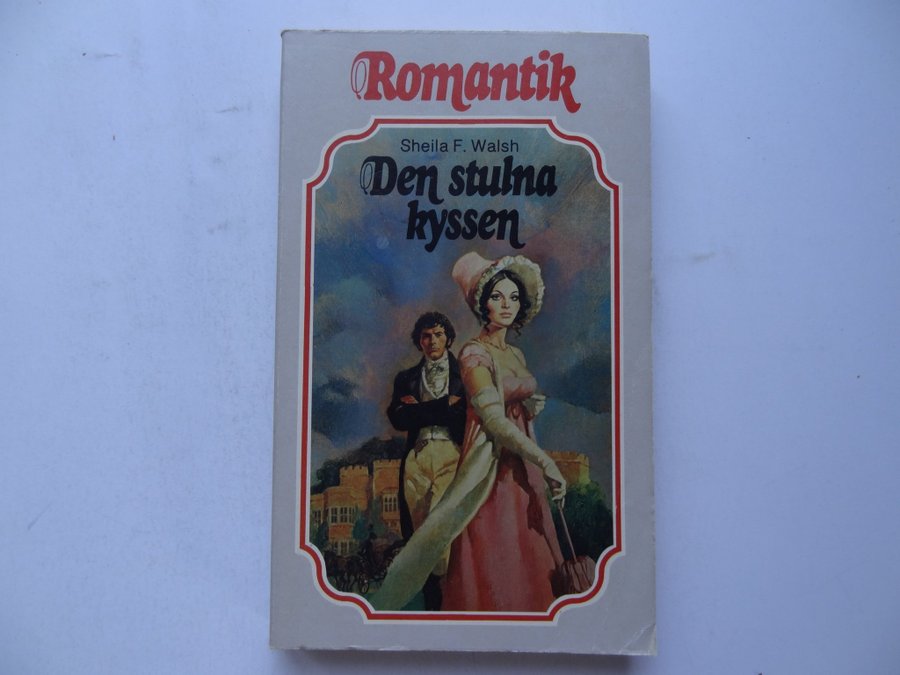 Romantik
Sheila F. Walsh
Den stulna
kyssen